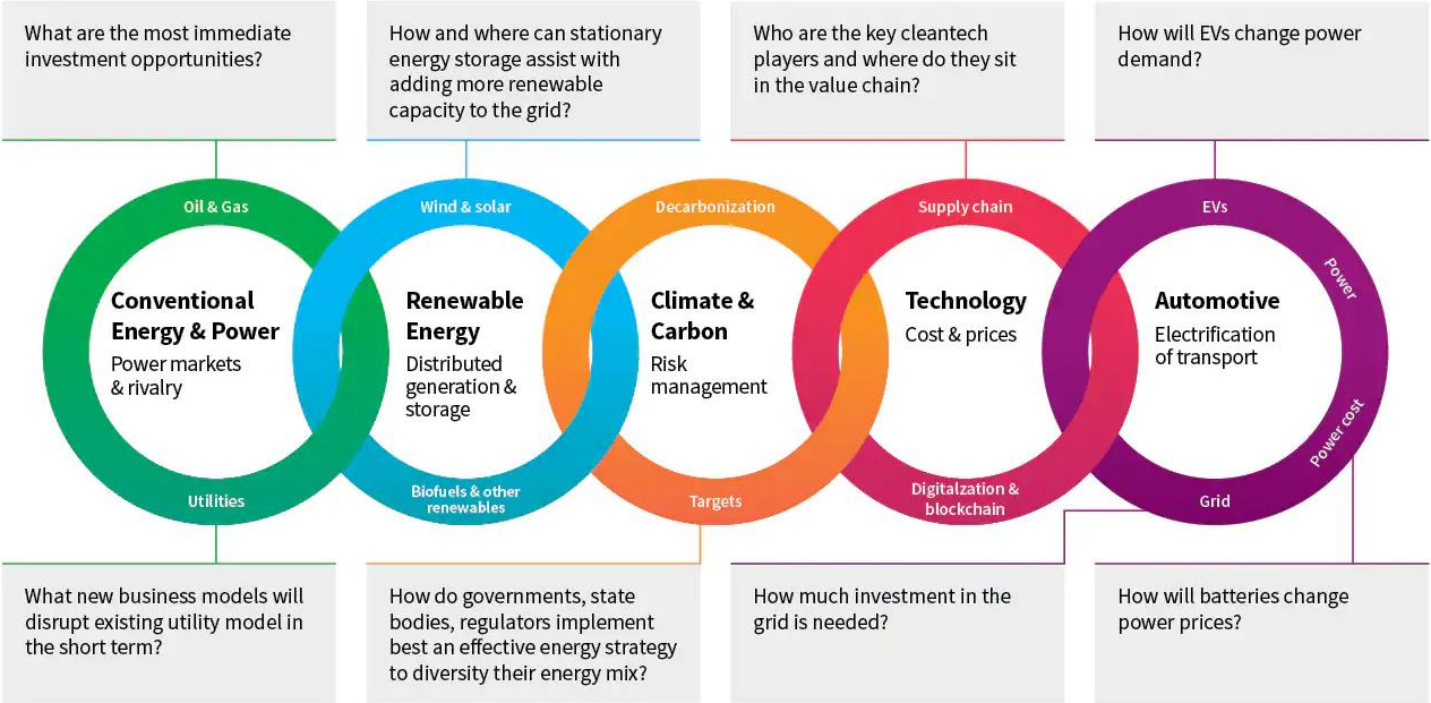 What are the most immediate
investment opportunities?
How and where can stationary
energy storage assist with
adding more renewable
capacity to the grid?
Who are the key cleantech
players and where do they sit
in the value chain?
How will EVs change power
demand?
Oil & Gas
Wind & solar
Decarbonization
Supply chain
EVs
Power
Conventional
Energy & Power
Power markets
& rivalry
Renewable
Energy
Distributed
generation &
storage
Climate &
Carbon
Risk
management
Technology
Cost & prices
Automotive
Electrification
of transport
Power cost
Utilities
Biofuels & other
renewables
Targets
Digitalzation &
blockchain
Grid
What new business models will
disrupt existing utility model in
the short term?
How do governments, state
bodies, regulators implement
best an effective energy strategy
to diversity their energy mix?
How much investment in the
grid is needed?
How will batteries change
power prices?